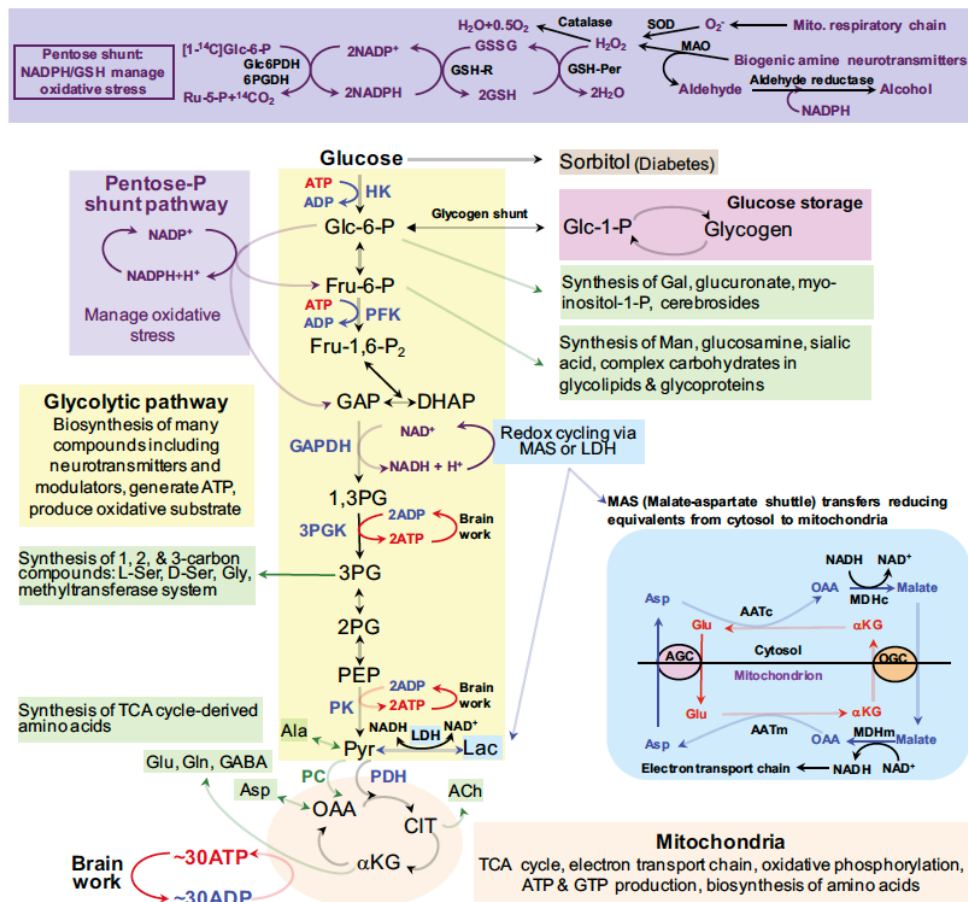 Pentose shunt:
NADPH/GSH manage
oxidative stress
[1-¹⁴C]Glc-6-P
Glc6PDH
6PGDH
Ru-5-P+¹⁴CO₂
2NADP⁺
2NADPH
H₂O+0.5O₂
Catalase
GSSG
GSH-R
2GSH
H₂O₂
GSH-Per
2H₂O
SOD
O₂⁻
Mito. respiratory chain
MAO
Biogenic amine neurotransmitters
Aldehyde
Aldehyde reductase
Alcohol
NADPH
Glucose
Sorbitol (Diabetes)
ATP
ADP
HK
Pentose-P
shunt pathway
NADP⁺
NADPH+H⁺
Manage oxidative
stress
Glc-6-P
Glycogen shunt
Glucose storage
Glc-1-P
Glycogen
Fru-6-P
Synthesis of Gal, glucuronate, myo-
inositol-1-P, cerebrosides
ATP
ADP
PFK
Fru-1,6-P₂
Synthesis of Man, glucosamine, sialic
acid, complex carbohydrates in
glycolipids & glycoproteins
GAP
DHAP
Glycolytic pathway
Biosynthesis of many
compounds including
neurotransmitters and
modulators, generate ATP,
produce oxidative substrate
GAPDH
NAD⁺
NADH + H⁺
Redox cycling via
MAS or LDH
1,3PG
3PGK
2ADP
2ATP
Brain
work
MAS (Malate-aspartate shuttle) transfers reducing
equivalents from cytosol to mitochondria
Synthesis of 1, 2, & 3-carbon
compounds: L-Ser, D-Ser, Gly,
methyltransferase system
3PG
2PG
PEP
PK
2ADP
2ATP
Brain
work
NADH
NAD⁺
OAA
Malate
MDHc
Asp
AATc
Glu
αKG
AGC
Cytosol
OGC
Mitochondrion
Glu
αKG
AATm
Asp
OAA
MDHm
Malate
Electron transport chain
NADH
NAD⁺
Synthesis of TCA cycle-derived
amino acids
Ala
NADH
LDH
NAD⁺
Pyr
Lac
Glu, Gln, GABA
PC
PDH
Asp
OAA
ACh
CIT
αKG
Brain
work
~30ATP
~30ADP
Mitochondria
TCA cycle, electron transport chain, oxidative phosphorylation,
ATP & GTP production, biosynthesis of amino acids